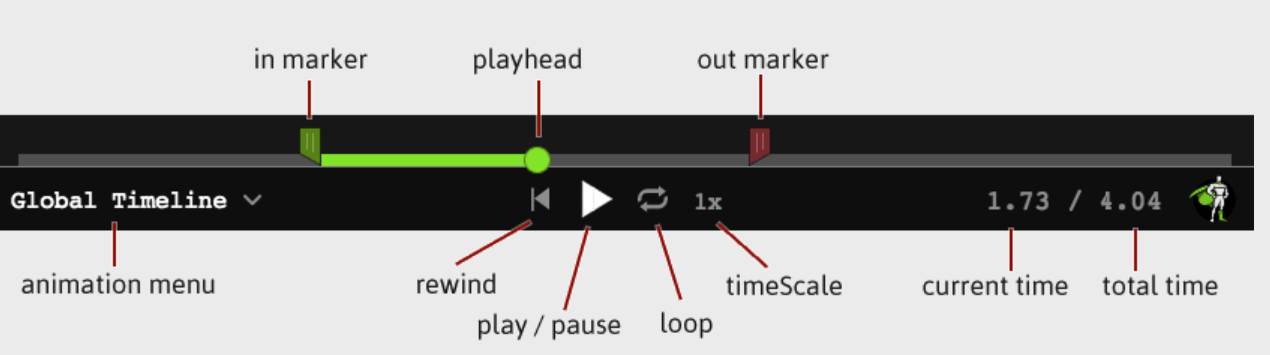 in marker playhead out marker
Global Timeline 1x 1.73 / 4.04
animation menu rewind timeScale current time total time
play / pause loop